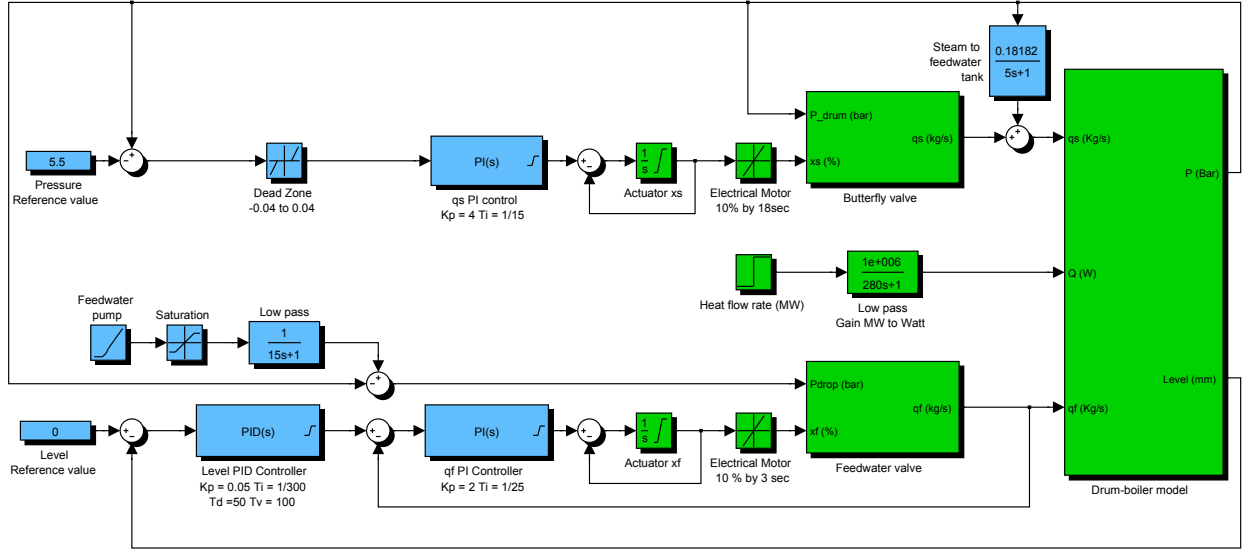 Steam to
feedwater
tank
0.18182
5s+1
P_drum (bar)
qs (kg/s)
xs (%)
Butterfly valve
+
+
qs (Kg/s)
5.5
Pressure
Reference value
+
−
Dead Zone
-0.04 to 0.04
PI(s)
qs PI control
Kp = 4 Ti = 1/15
+
−
1
s
Actuator xs
Electrical Motor
10% by 18sec
P (Bar)
Heat flow rate (MW)
1e+006
280s+1
Low pass
Gain MW to Watt
Q (W)
Feedwater
pump
Saturation
Low pass
1
15s+1
+
−
Pdrop (bar)
qf (kg/s)
xf (%)
Feedwater valve
Level (mm)
qf (Kg/s)
Drum-boiler model
0
Level
Reference value
+
−
PID(s)
Level PID Controller
Kp = 0.05 Ti = 1/300
Td =50 Tv = 100
+
−
PI(s)
qf PI Controller
Kp = 2 Ti = 1/25
+
−
1
s
Actuator xf
Electrical Motor
10 % by 3 sec